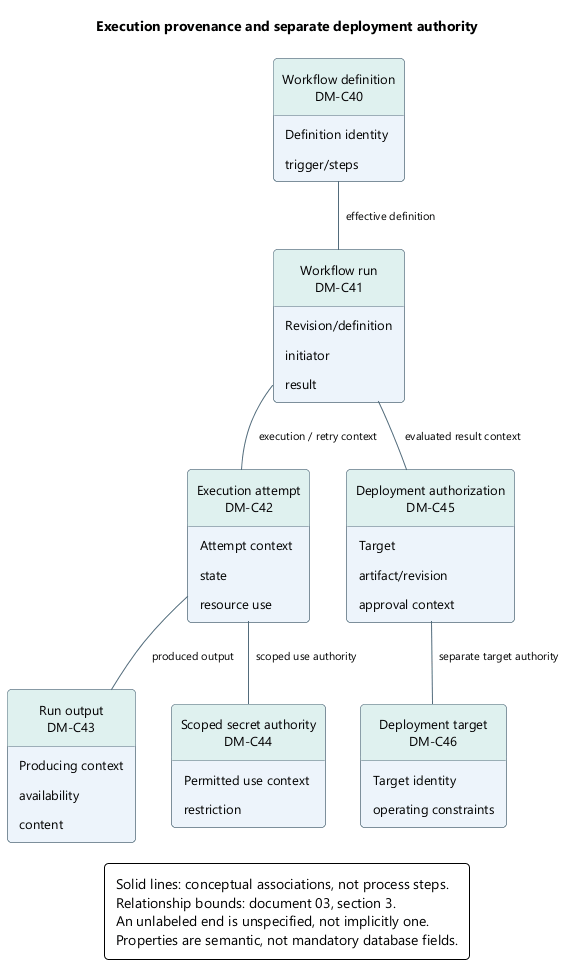 Execution provenance and separate deployment authority
Workflow definition
DM-C40
Definition identity
trigger/steps
effective definition
Workflow run
DM-C41
Revision/definition
initiator
result
execution / retry context
evaluated result context
Execution attempt
DM-C42
Attempt context
state
resource use
Deployment authorization
DM-C45
Target
artifact/revision
approval context
produced output
scoped use authority
separate target authority
Run output
DM-C43
Producing context
availability
content
Scoped secret authority
DM-C44
Permitted use context
restriction
Deployment target
DM-C46
Target identity
operating constraints
Solid lines: conceptual associations, not process steps.
Relationship bounds: document 03, section 3.
An unlabeled end is unspecified, not implicitly one.
Properties are semantic, not mandatory database fields.